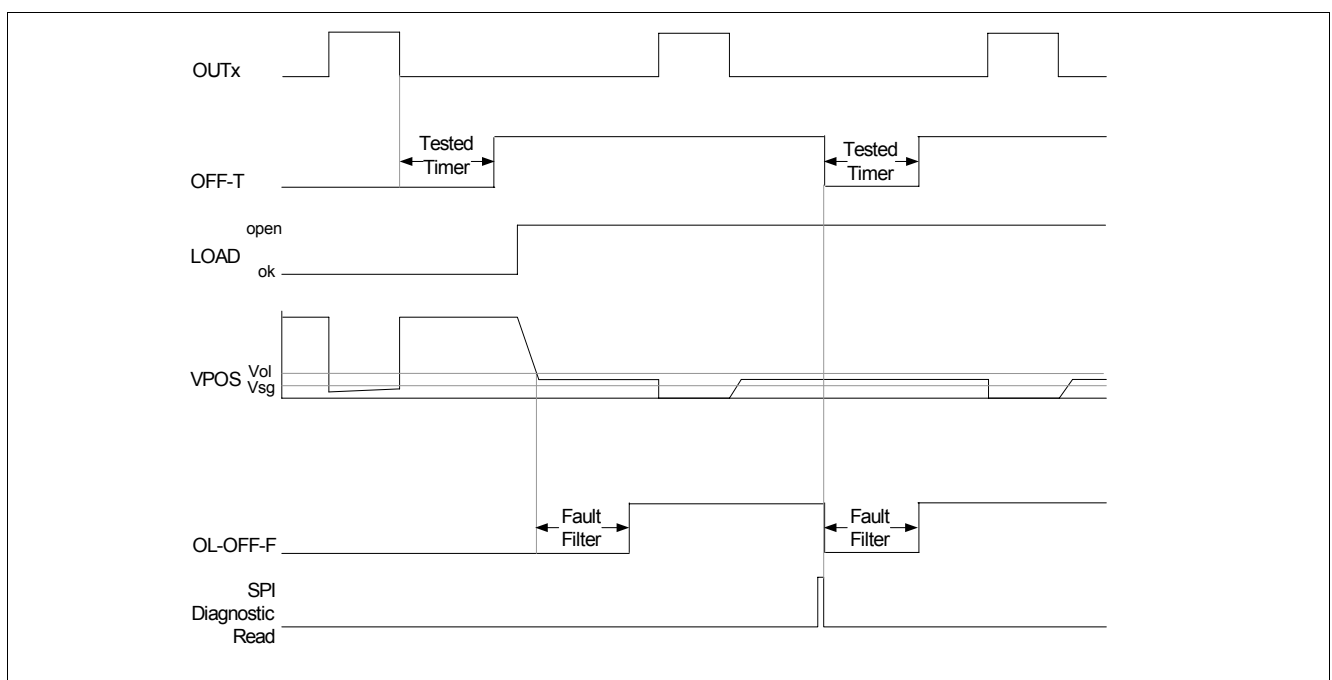 OUTx
Tested
Timer
Tested
Timer
OFF-T
open
LOAD
ok
VPOS
Vol
Vsg
Fault
Filter
Fault
Filter
OL-OFF-F
SPI
Diagnostic
Read